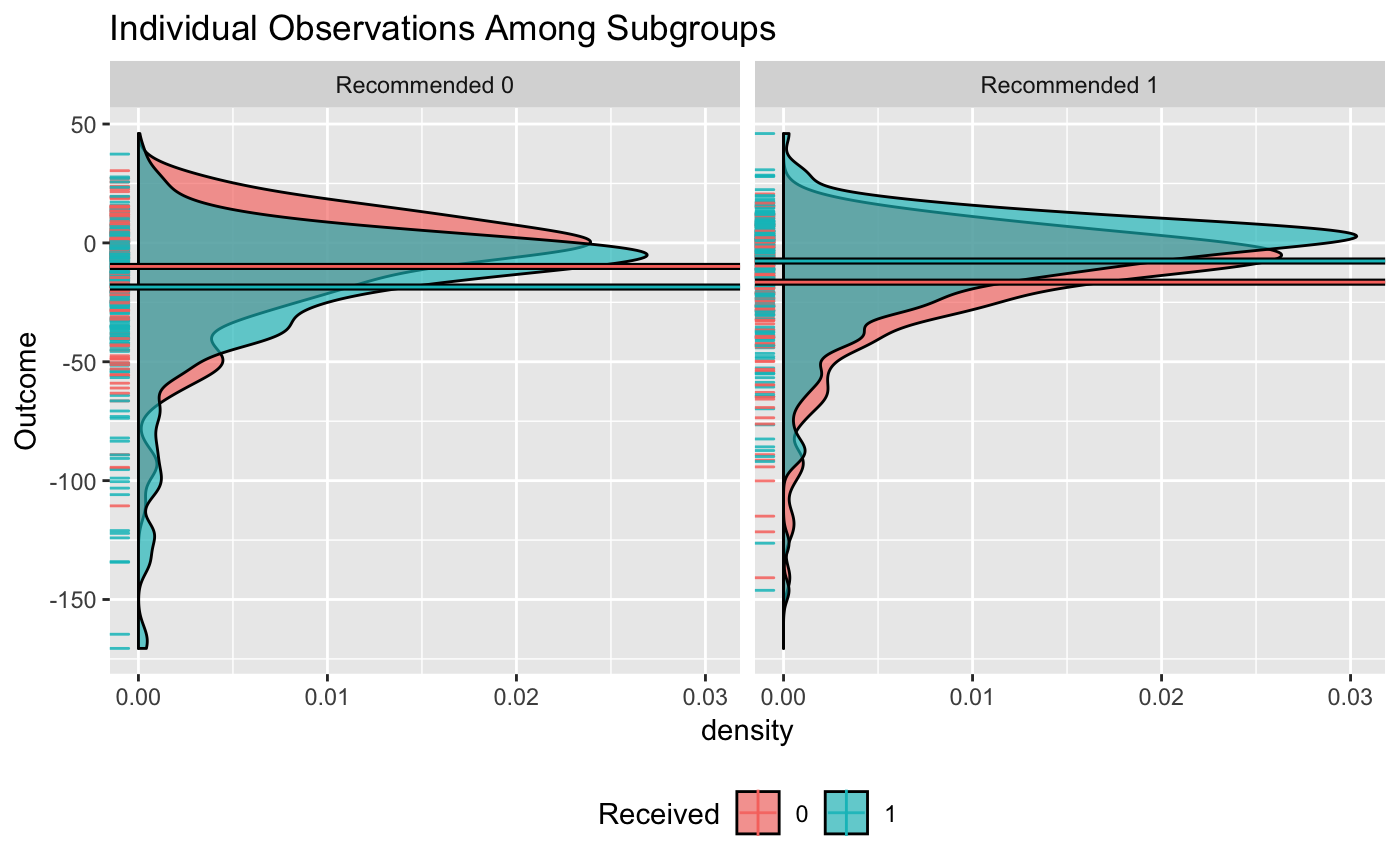 Individual Observations Among Subgroups
Recommended 0
Recommended 1
50
0
-50
-100
-150
Outcome
0.00 0.01 0.02 0.03
0.00 0.01 0.02 0.03
density
Received 0 1